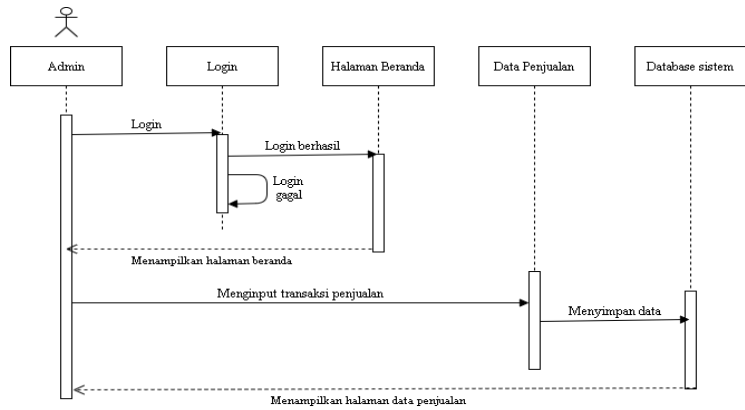 Admin
Login
Halaman Beranda
Data Penjualan
Database sistem
Login
Login berhasil
Login
gagal
Menampilkan halaman beranda
Menginput transaksi penjualan
Menyimpan data
Menampilkan halaman data penjualan